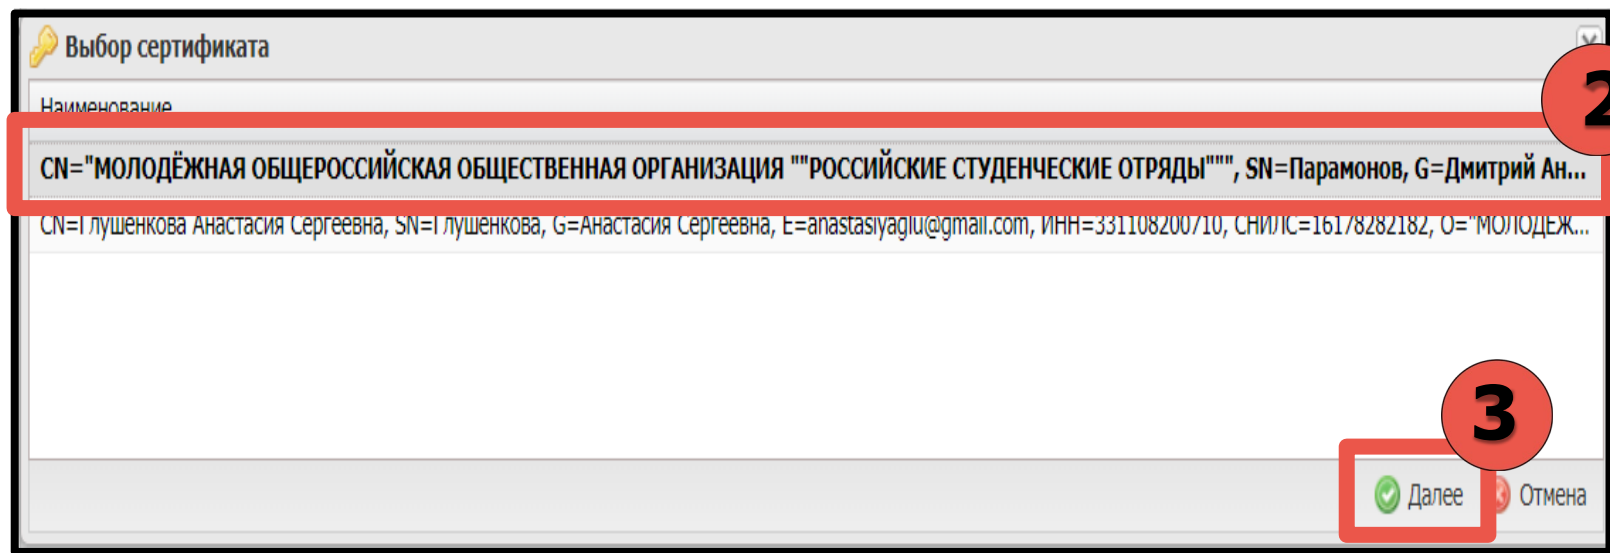 Выбор сертификата
2
Наименование
CN="МОЛОДЁЖНАЯ ОБЩЕРОССИЙСКАЯ ОБЩЕСТВЕННАЯ ОРГАНИЗАЦИЯ ""РОССИЙСКИЕ СТУДЕНЧЕСКИЕ ОТРЯДЫ""", SN=Парамонов, G=Дмитрий Ан...
CN=Глушенкова Анастасия Сергеевна, SN=Глушенкова, G=Анастасия Сергеевна, E=anastasiyaglu@gmail.com, ИНН=331108200710, СНИЛС=16178282182, O="МОЛОДЁЖ...
3
Далее
Отмена